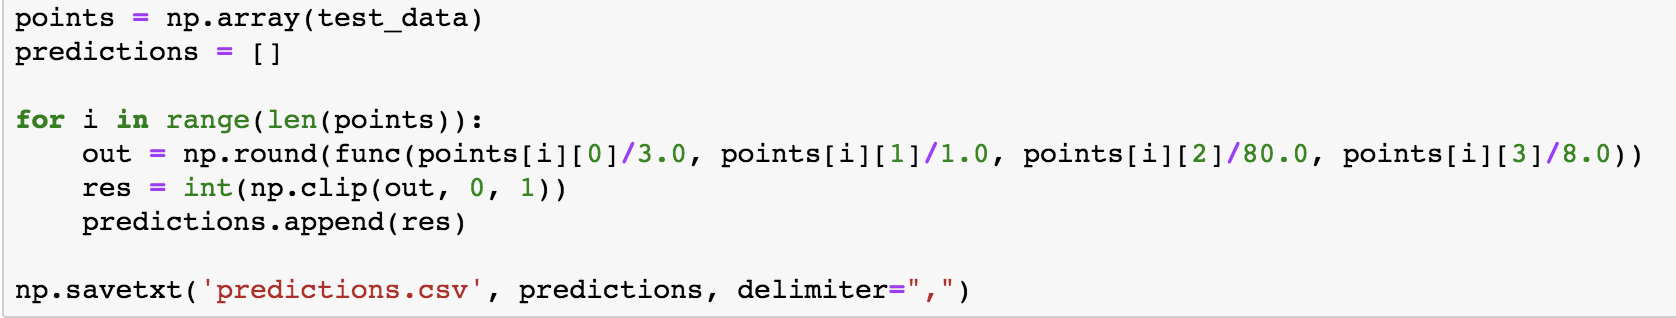 points = np.array(test_data)
predictions = []
for i in range(len(points)):
    out = np.round(func(points[i][0]/3.0, points[i][1]/1.0, points[i][2]/80.0, points[i][3]/8.0))
    res = int(np.clip(out, 0, 1))
    predictions.append(res)
np.savetxt('predictions.csv', predictions, delimiter=",")